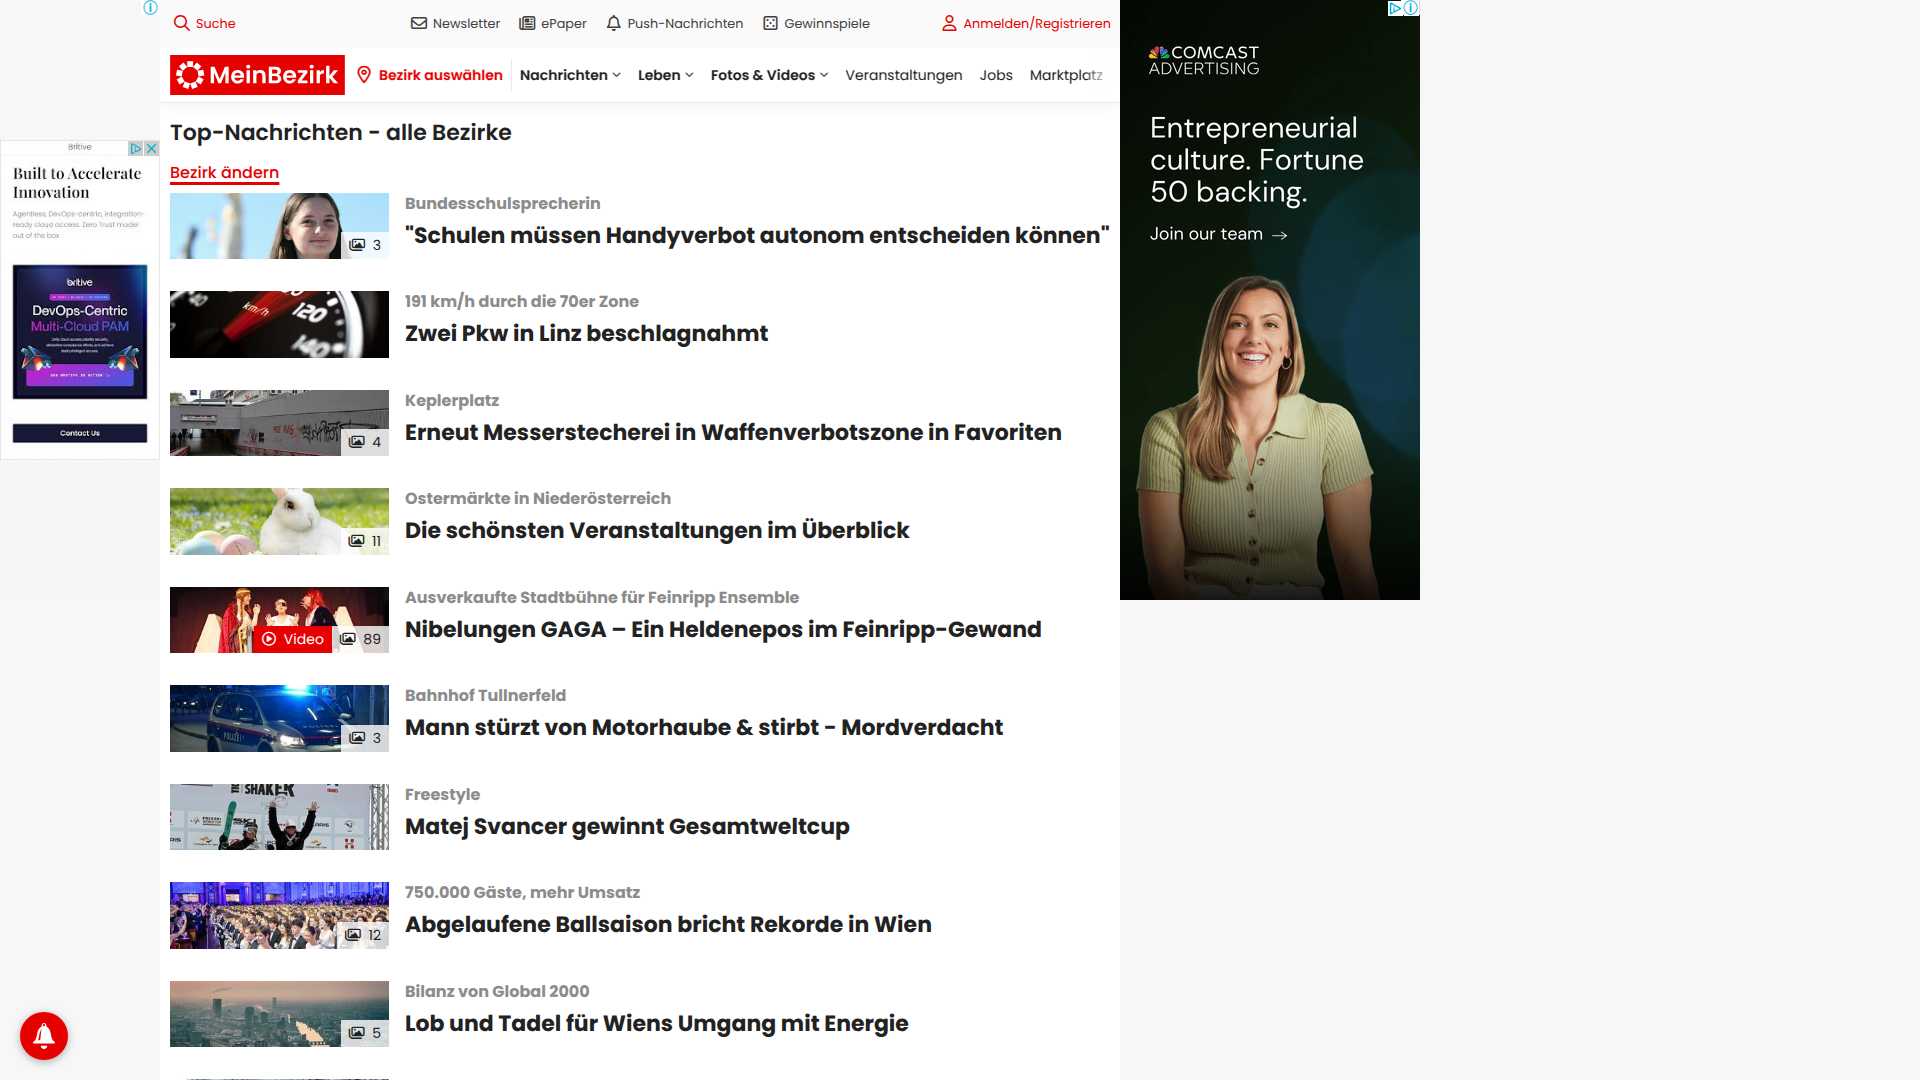 Suche
Newsletter
ePaper
Push-Nachrichten
Gewinnspiele
Anmelden/Registrieren
MeinBezirk
Bezirk auswählen
Nachrichten
Leben
Fotos & Videos
Veranstaltungen
Jobs
Marktplatz
Top-Nachrichten - alle Bezirke
Bezirk ändern
Bundesschulsprecherin
"Schulen müssen Handyverbot autonom entscheiden können"
3
191 km/h durch die 70er Zone
Zwei Pkw in Linz beschlagnahmt
km/h
120
140
Keplerplatz
Erneut Messerstecherei in Waffenverbotszone in Favoriten
4
Ostermärkte in Niederösterreich
Die schönsten Veranstaltungen im Überblick
11
Ausverkaufte Stadtbühne für Feinripp Ensemble
Nibelungen GAGA – Ein Heldenepos im Feinripp-Gewand
Video
89
Bahnhof Tullnerfeld
Mann stürzt von Motorhaube & stirbt - Mordverdacht
POLIZEI
3
Freestyle
Matej Svancer gewinnt Gesamtweltcup
SHAKER
750.000 Gäste, mehr Umsatz
Abgelaufene Ballsaison bricht Rekorde in Wien
12
Bilanz von Global 2000
Lob und Tadel für Wiens Umgang mit Energie
5
Britive
Built to Accelerate
Innovation
Agentless, DevOps-centric, integration-
ready cloud access. Zero Trust model
out of the box
britive
DevOps-Centric
Multi-Cloud PAM
Contact Us
COMCAST
ADVERTISING
Entrepreneurial
culture. Fortune
50 backing.
Join our team →